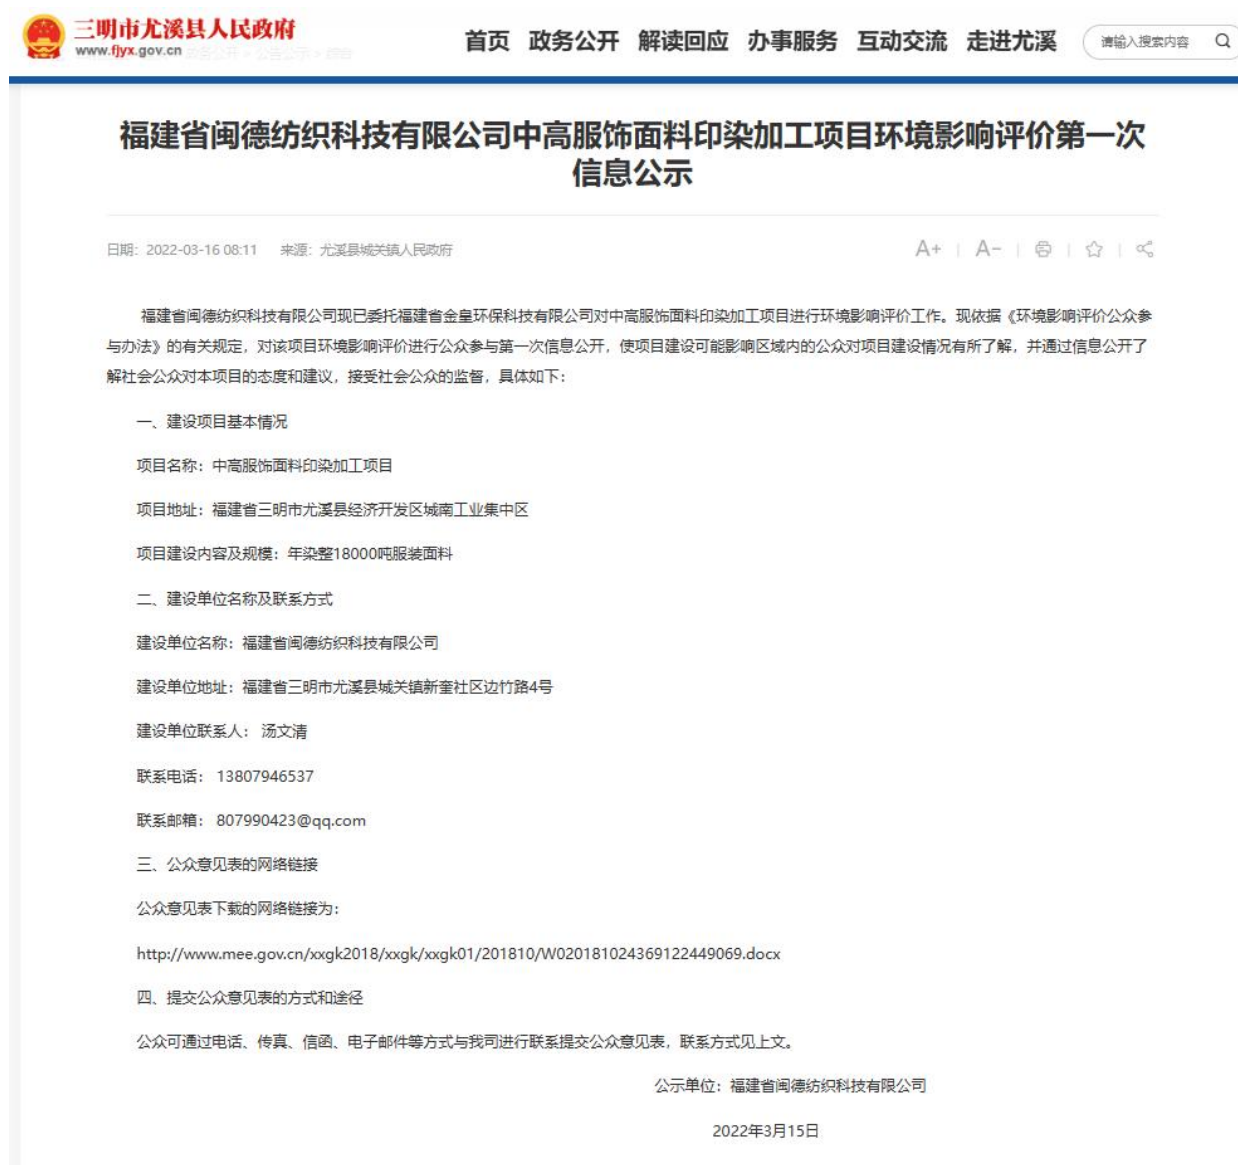 三明市尤溪县人民政府
www.fjyx.gov.cn
首页 政务公开 解读回应 办事服务 互动交流 走进尤溪 请输入搜索内容
福建省闽德纺织科技有限公司中高服饰面料印染加工项目环境影响评价第一次
信息公示
日期：2022-03-16 08:11 来源：尤溪县城关镇人民政府 A+ | A- | | |
福建省闽德纺织科技有限公司现已委托福建省金皇环保科技有限公司对中高服饰面料印染加工项目进行环境影响评价工作。现依据《环境影响评价公众参
与办法》的有关规定，对该项目环境影响评价进行公众参与第一次信息公开，使项目建设可能影响区域内的公众对项目建设情况有所了解，并通过信息公开了
解社会公众对本项目的态度和建议，接受社会公众的监督，具体如下：
一、建设项目基本情况
项目名称：中高服饰面料印染加工项目
项目地址：福建省三明市尤溪县经济开发区城南工业集中区
项目建设内容及规模：年染整18000吨服装面料
二、建设单位名称及联系方式
建设单位名称：福建省闽德纺织科技有限公司
建设单位地址：福建省三明市尤溪县城关镇新奎社区边竹路4号
建设单位联系人： 汤文清
联系电话： 13807946537
联系邮箱： 807990423@qq.com
三、公众意见表的网络链接
公众意见表下载的网络链接为：
http://www.mee.gov.cn/xxgk2018/xxgk/xxgk01/201810/W020181024369122449069.docx
四、提交公众意见表的方式和途径
公众可通过电话、传真、信函、电子邮件等方式与我司进行联系提交公众意见表，联系方式见上文。
公示单位：福建省闽德纺织科技有限公司
2022年3月15日